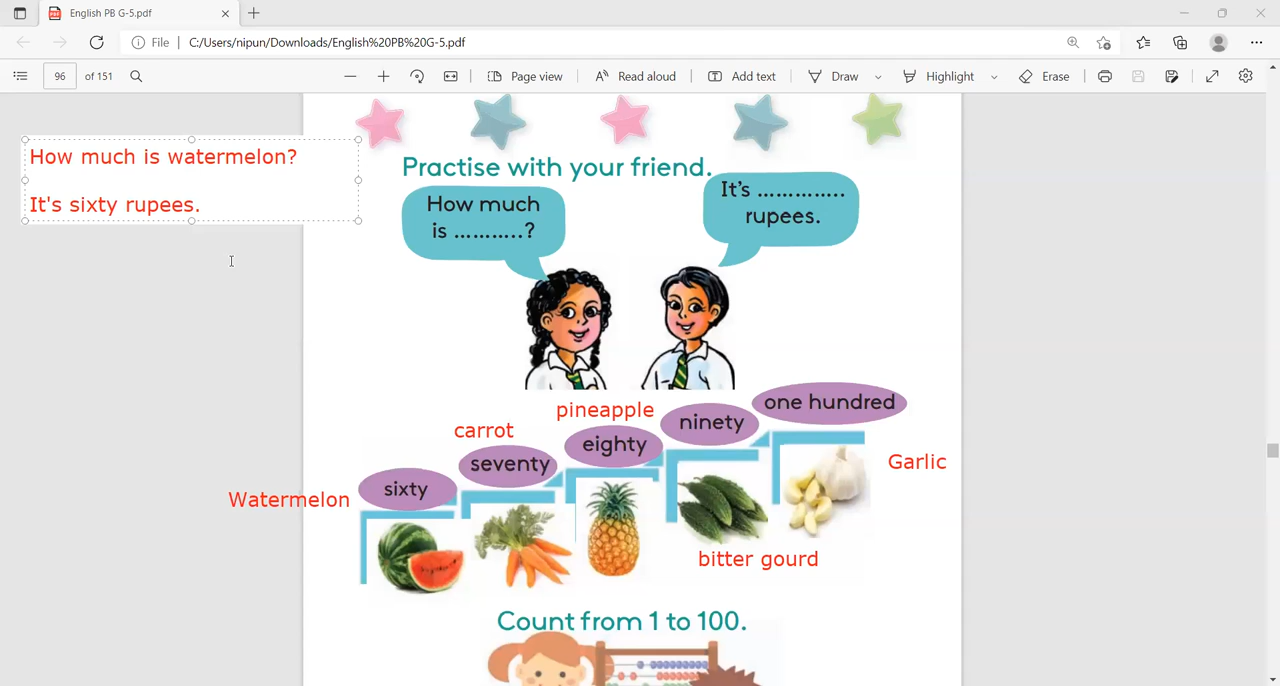 English PB G-5.pdf
File | C:/Users/nipun/Downloads/English%20PB%20G-5.pdf
96 of 151
Page view
Read aloud
Add text
Draw
Highlight
Erase
How much is watermelon?
It's sixty rupees.
Practise with your friend.
How much
is ..........?
It's ..............
rupees.
one hundred
pineapple
ninety
carrot
eighty
seventy
Garlic
sixty
Watermelon
bitter gourd
Count from 1 to 100.